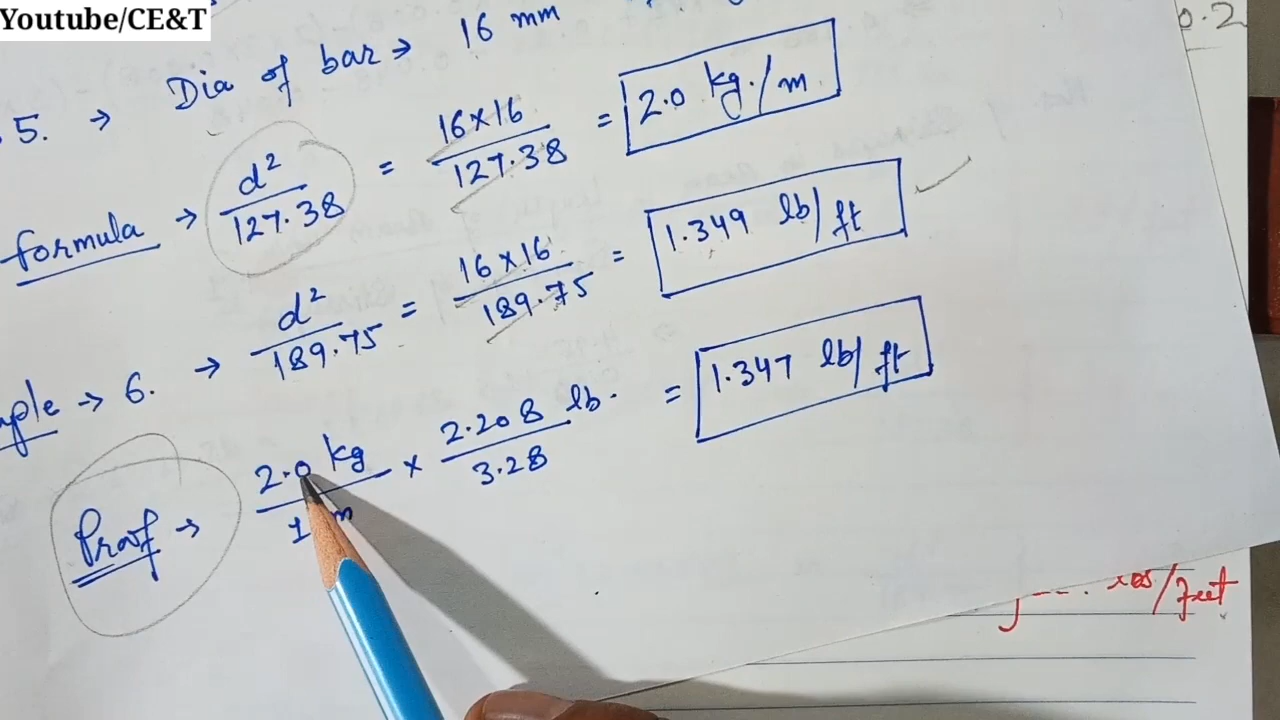 Youtube/CE&T
5. → Dia of bar → 16 mm
formula → d²/127.38 = 16×16/127.38 = 2.0 kg./m
6. → d²/189.75 = 16×16/189.75 = 1.349 lb/ft
Proof → 2.0 kg/1 m × 2.208 lb./3.28 = 1.347 lb/ft
0.2
/feet